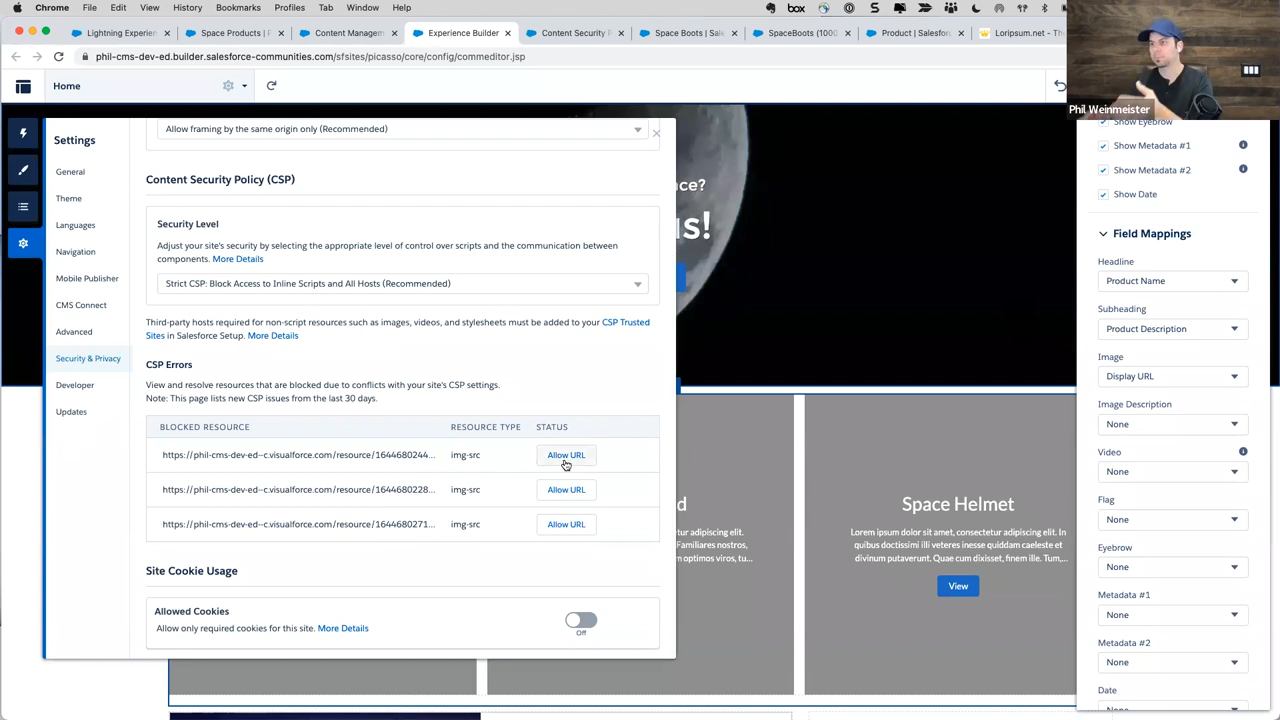 Chrome File Edit View History Bookmarks Profiles Tab Window Help
box
Lightning Experien
Space Products | P
Content Managem
Experience Builder
Content Security P
Space Boots | Sale
SpaceBoots (1000
Product | Salesfor
Loripsum.net - Th
phil-cms-dev-ed.builder.salesforce-communities.com/sfsites/picasso/core/config/commeditor.jsp
Home
Phil Weinmeister
Settings
General
Theme
Languages
Navigation
Mobile Publisher
CMS Connect
Advanced
Security & Privacy
Developer
Updates
Allow framing by the same origin only (Recommended)
Content Security Policy (CSP)
Security Level
Adjust your site's security by selecting the appropriate level of control over scripts and the communication between
components. More Details
Strict CSP: Block Access to Inline Scripts and All Hosts (Recommended)
Third-party hosts required for non-script resources such as images, videos, and stylesheets must be added to your CSP Trusted
Sites in Salesforce Setup. More Details
CSP Errors
View and resolve resources that are blocked due to conflicts with your site's CSP settings.
Note: This page lists new CSP issues from the last 30 days.
BLOCKED RESOURCE RESOURCE TYPE STATUS
https://phil-cms-dev-ed--c.visualforce.com/resource/1644680244... img-src Allow URL
https://phil-cms-dev-ed--c.visualforce.com/resource/1644680228... img-src Allow URL
https://phil-cms-dev-ed--c.visualforce.com/resource/1644680271... img-src Allow URL
Site Cookie Usage
Allowed Cookies
Allow only required cookies for this site. More Details
Off
ce?
s!
d
tur adipiscing elit.
Familiares nostros,
m optimos viros, tu...
Space Helmet
Lorem ipsum dolor sit amet, consectetur adipiscing elit. In
quibus doctissimi illi veteres inesse quiddam caeleste et
divinum putaverunt. Quae cum dixisset, finem ille. Tum,...
View
Show Eyebrow
Show Metadata #1
Show Metadata #2
Show Date
Field Mappings
Headline
Product Name
Subheading
Product Description
Image
Display URL
Image Description
None
Video
None
Flag
None
Eyebrow
None
Metadata #1
None
Metadata #2
None
Date
None